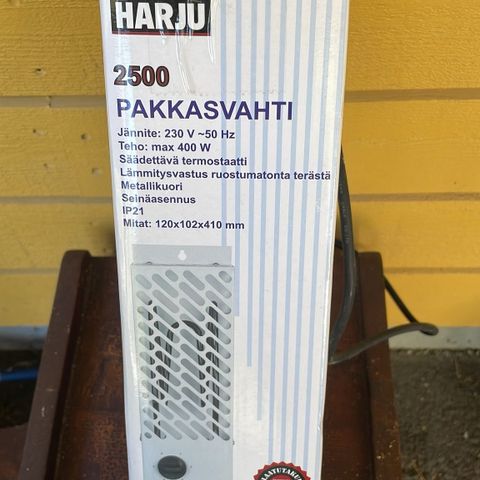 HARJU
2500
PAKKASVAHTI
Jännite: 230 V ~50 Hz
Teho: max 400 W
Säädettävä termostaatti
Lämmitysvastus ruostumatonta terästä
Metallikuori
Seinäasennus
IP21
Mitat: 120x102x410 mm